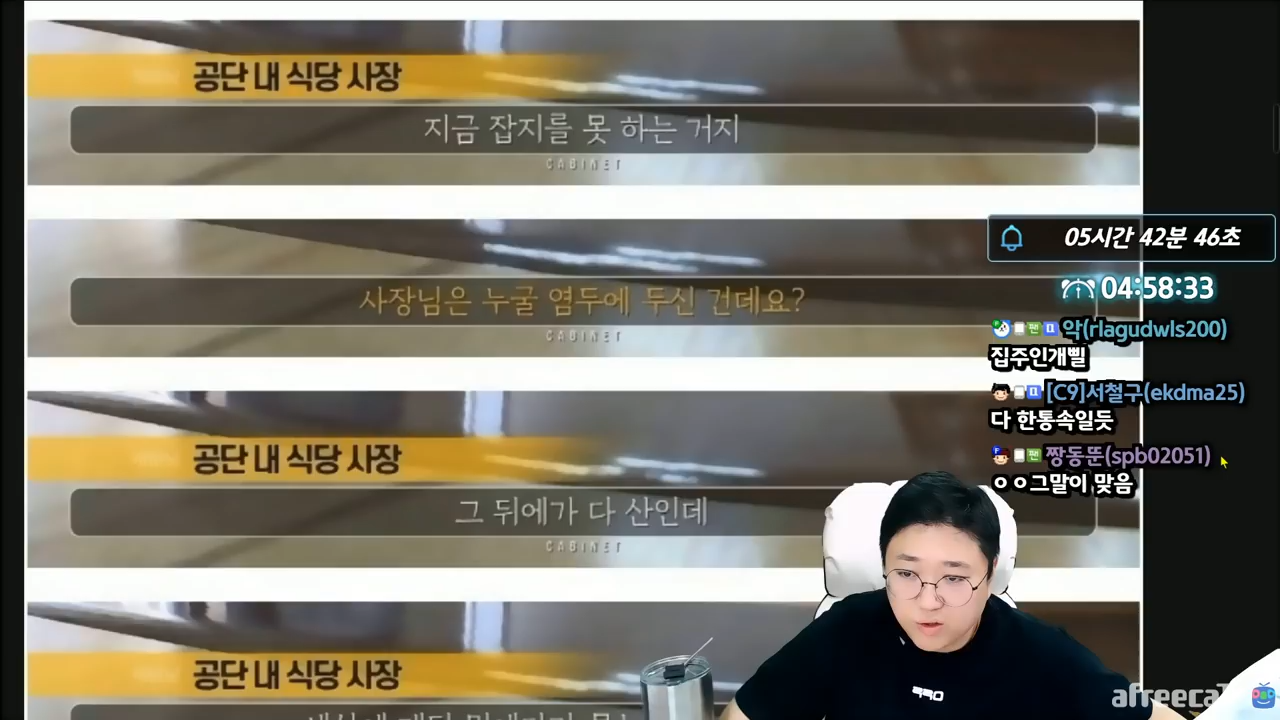 공단 내 식당 사장
지금 잡지를 못 하는 거지
CABINET
사장님은 누굴 염두에 두신 건데요?
CABINET
공단 내 식당 사장
그 뒤에가 다 산인데
CABINET
공단 내 식당 사장
05시간 42분 46초
04:58:33
악(rlagudwls200)
집주인개삘
[C9]서철구(ekdma25)
다 한통속일듯
짱동뚠(spb02051)
ㅇㅇ그말이 맞음
afreeca